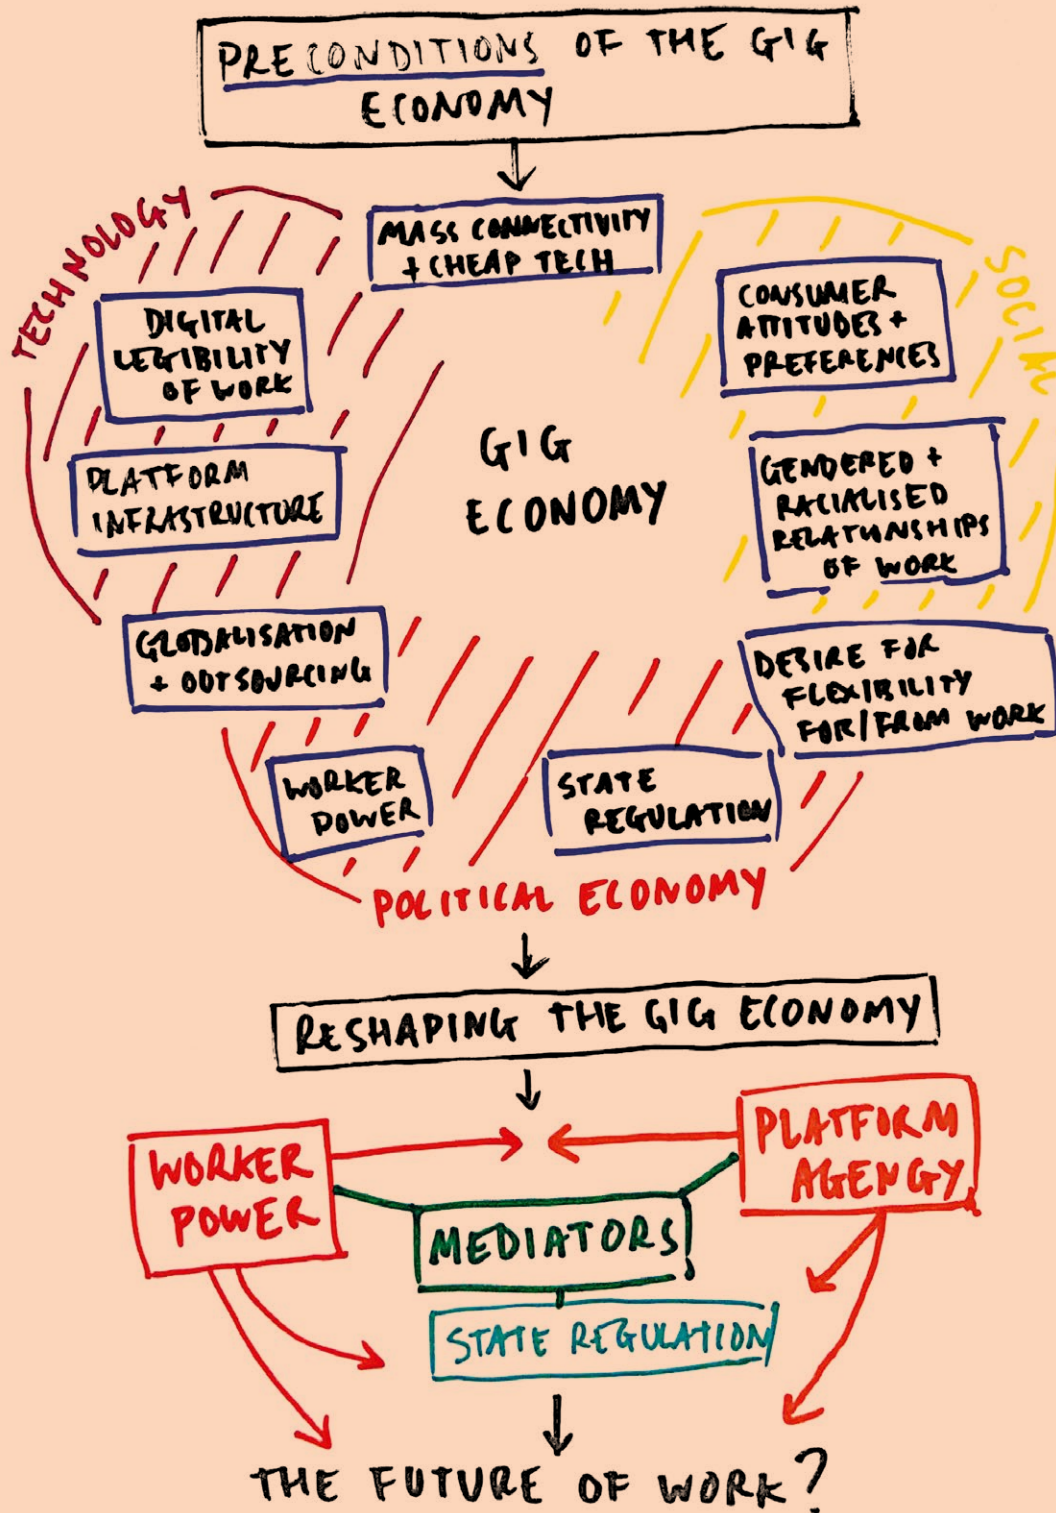 PRECONDITIONS OF THE GIG
ECONOMY
TECHNOLOGY
MASS CONNECTIVITY
+ CHEAP TECH
SOCIAL
DIGITAL
LEGIBILITY
OF WORK
CONSUMER
ATTITUDES +
PREFERENCES
PLATFORM
INFRASTRUCTURE
GIG
ECONOMY
GENDERED +
RACIALISED
RELATIONSHIPS
OF WORK
GLOBALISATION
+ OUTSOURCING
DESIRE FOR
FLEXIBILITY
FOR/FROM WORK
WORKER
POWER
STATE
REGULATION
POLITICAL ECONOMY
RESHAPING THE GIG ECONOMY
WORKER
POWER
PLATFORM
AGENCY
MEDIATORS
STATE REGULATION
THE FUTURE OF WORK?